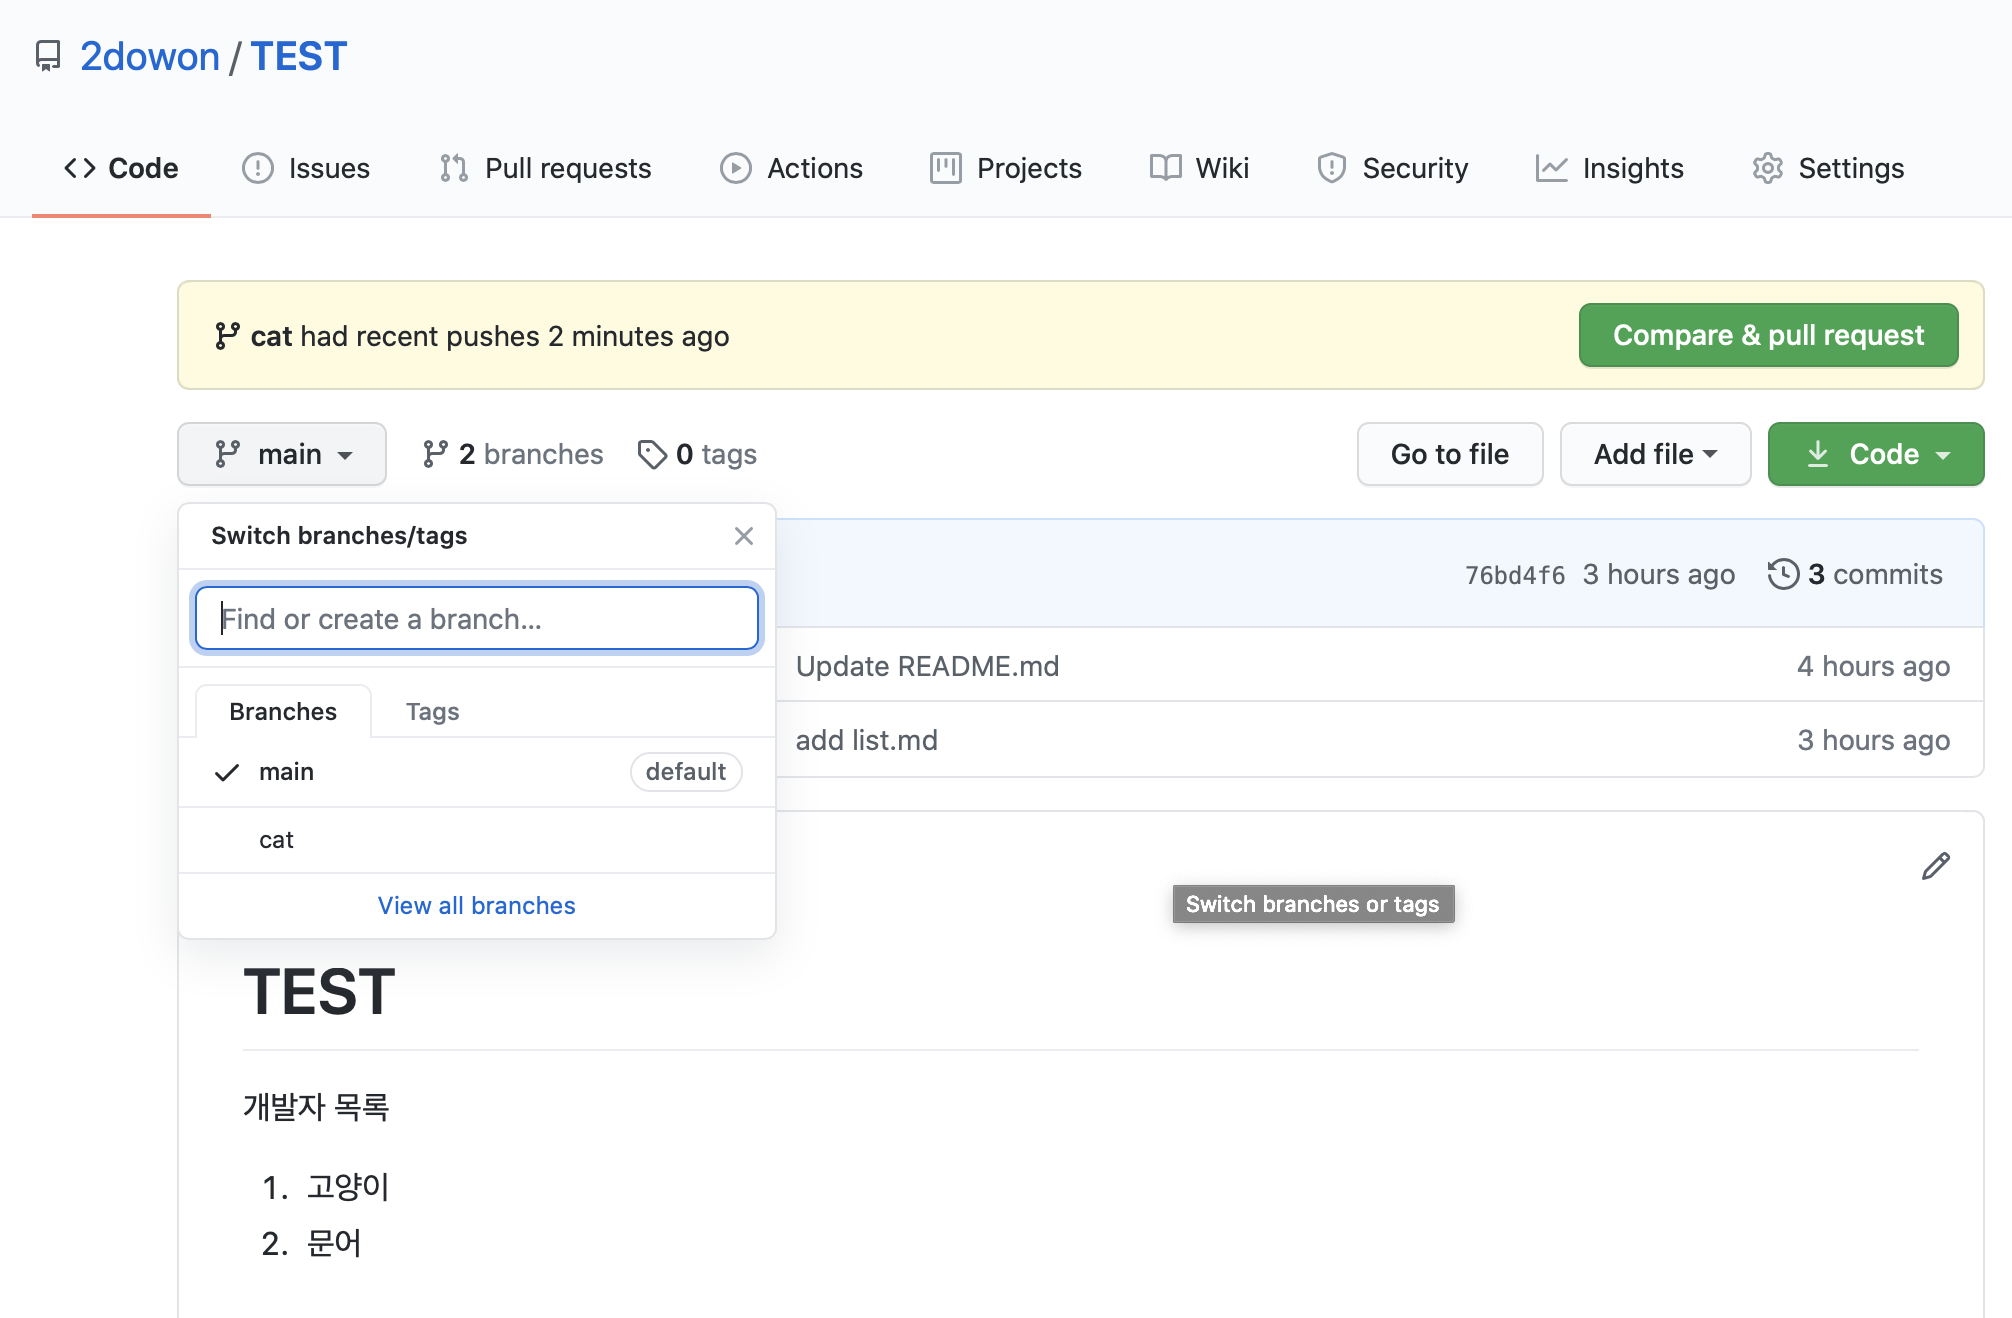 2dowon / TEST
Code Issues Pull requests Actions Projects Wiki Security Insights Settings
cat had recent pushes 2 minutes ago Compare & pull request
main 2 branches 0 tags Go to file Add file Code
Switch branches/tags
76bd4f6 3 hours ago 3 commits
Find or create a branch...
Update README.md 4 hours ago
Branches Tags
add list.md 3 hours ago
main default
cat
View all branches
Switch branches or tags
TEST
개발자 목록
1. 고양이
2. 문어